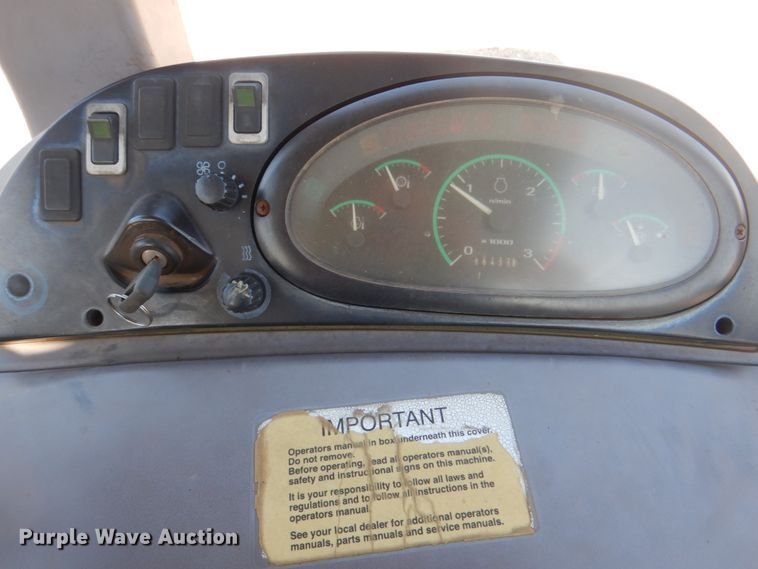 1
2
n/min
0
× 1000
3
IMPORTANT
Operators manual in box underneath this cover.
Do not remove.
Before operating, read all operators manual(s),
safety and instructional signs on this machine.
It is your responsibility to follow all laws and
regulations and to follow all instructions in the
operators manual.
See your local dealer for additional operators
manuals, parts manuals and service manuals.
Purple Wave Auction®